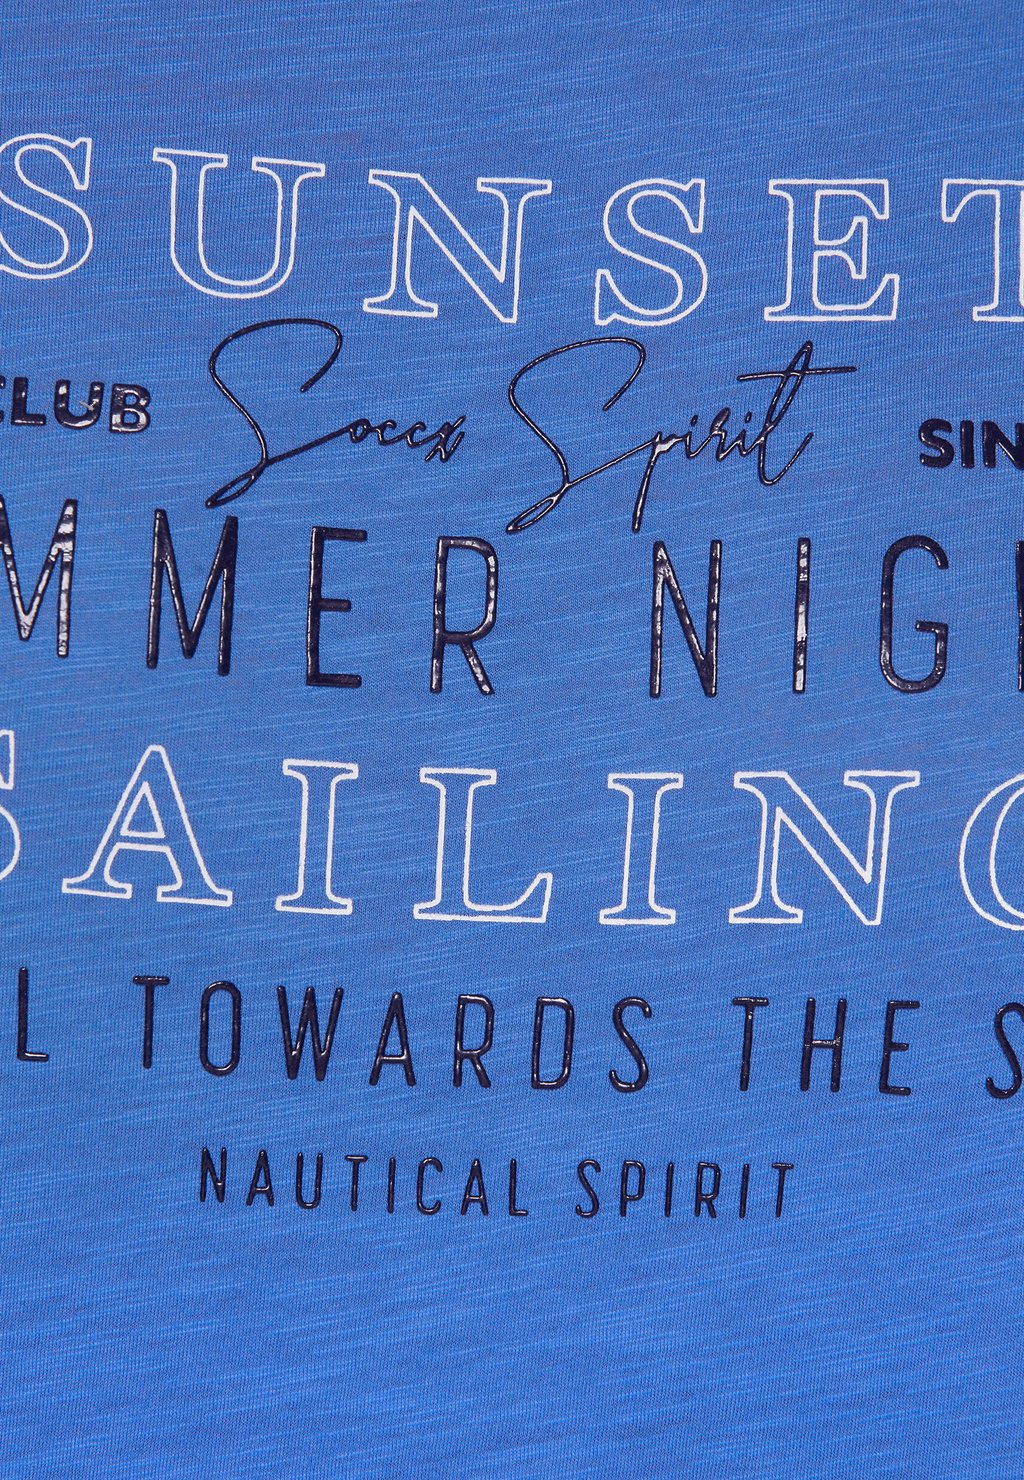 SUNSET
CLUB Soccx Spirit SIN
MMER NIG
SAILING
L TOWARDS THE S
NAUTICAL SPIRIT